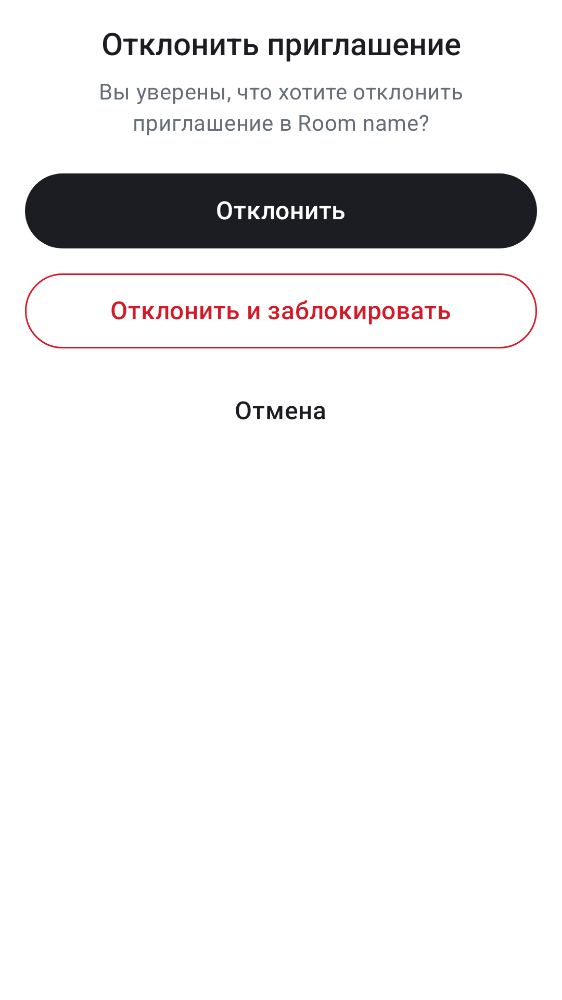 Отклонить приглашение
Вы уверены, что хотите отклонить
приглашение в Room name?
Отклонить
Отклонить и заблокировать
Отмена